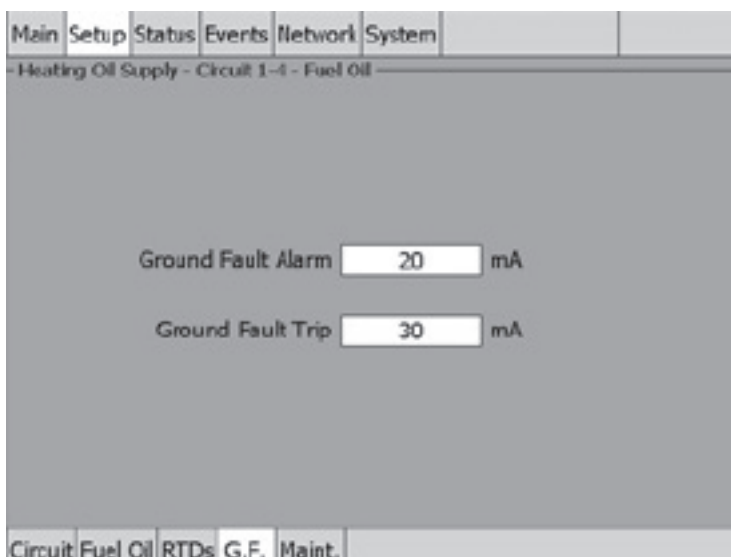 Main Setup Status Events Network System
Heating Oil Supply - Circuit 1-4 - Fuel Oil
Ground Fault Alarm 20 mA
Ground Fault Trip 30 mA
Circuit Fuel Oil RTDs G.F. Maint.